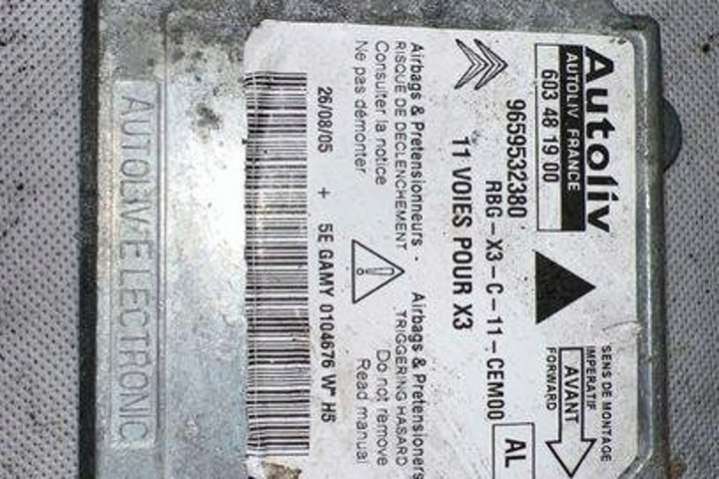 Autoliv
AUTOLIV FRANCE
603 48 19 00
SENS DE MONTAGE
IMPERATIF
AVANT
FORWARD
9659532380
RBG-X3-C-11-CEM00
AL
11 VOIES POUR X3
Airbags & Pretensionneurs -
RISQUE DE DECLENCHEMENT
Consulter la notice
Ne pas démonter
Airbags & Pretensioners
TRIGGERING HASARD
Do not remove
Read manual
26/08/05 + 5E GAMY 0104676 W" H5
AUTOLIV ELECTRONIC